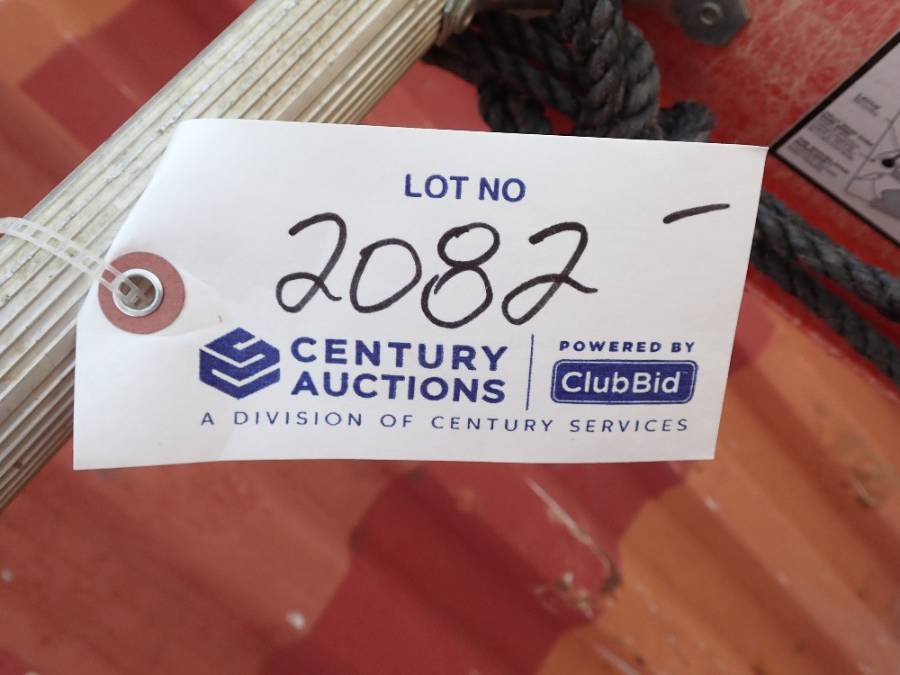 LOT NO
2082 -
CENTURY
AUCTIONS
POWERED BY
ClubBid
A DIVISION OF CENTURY SERVICES